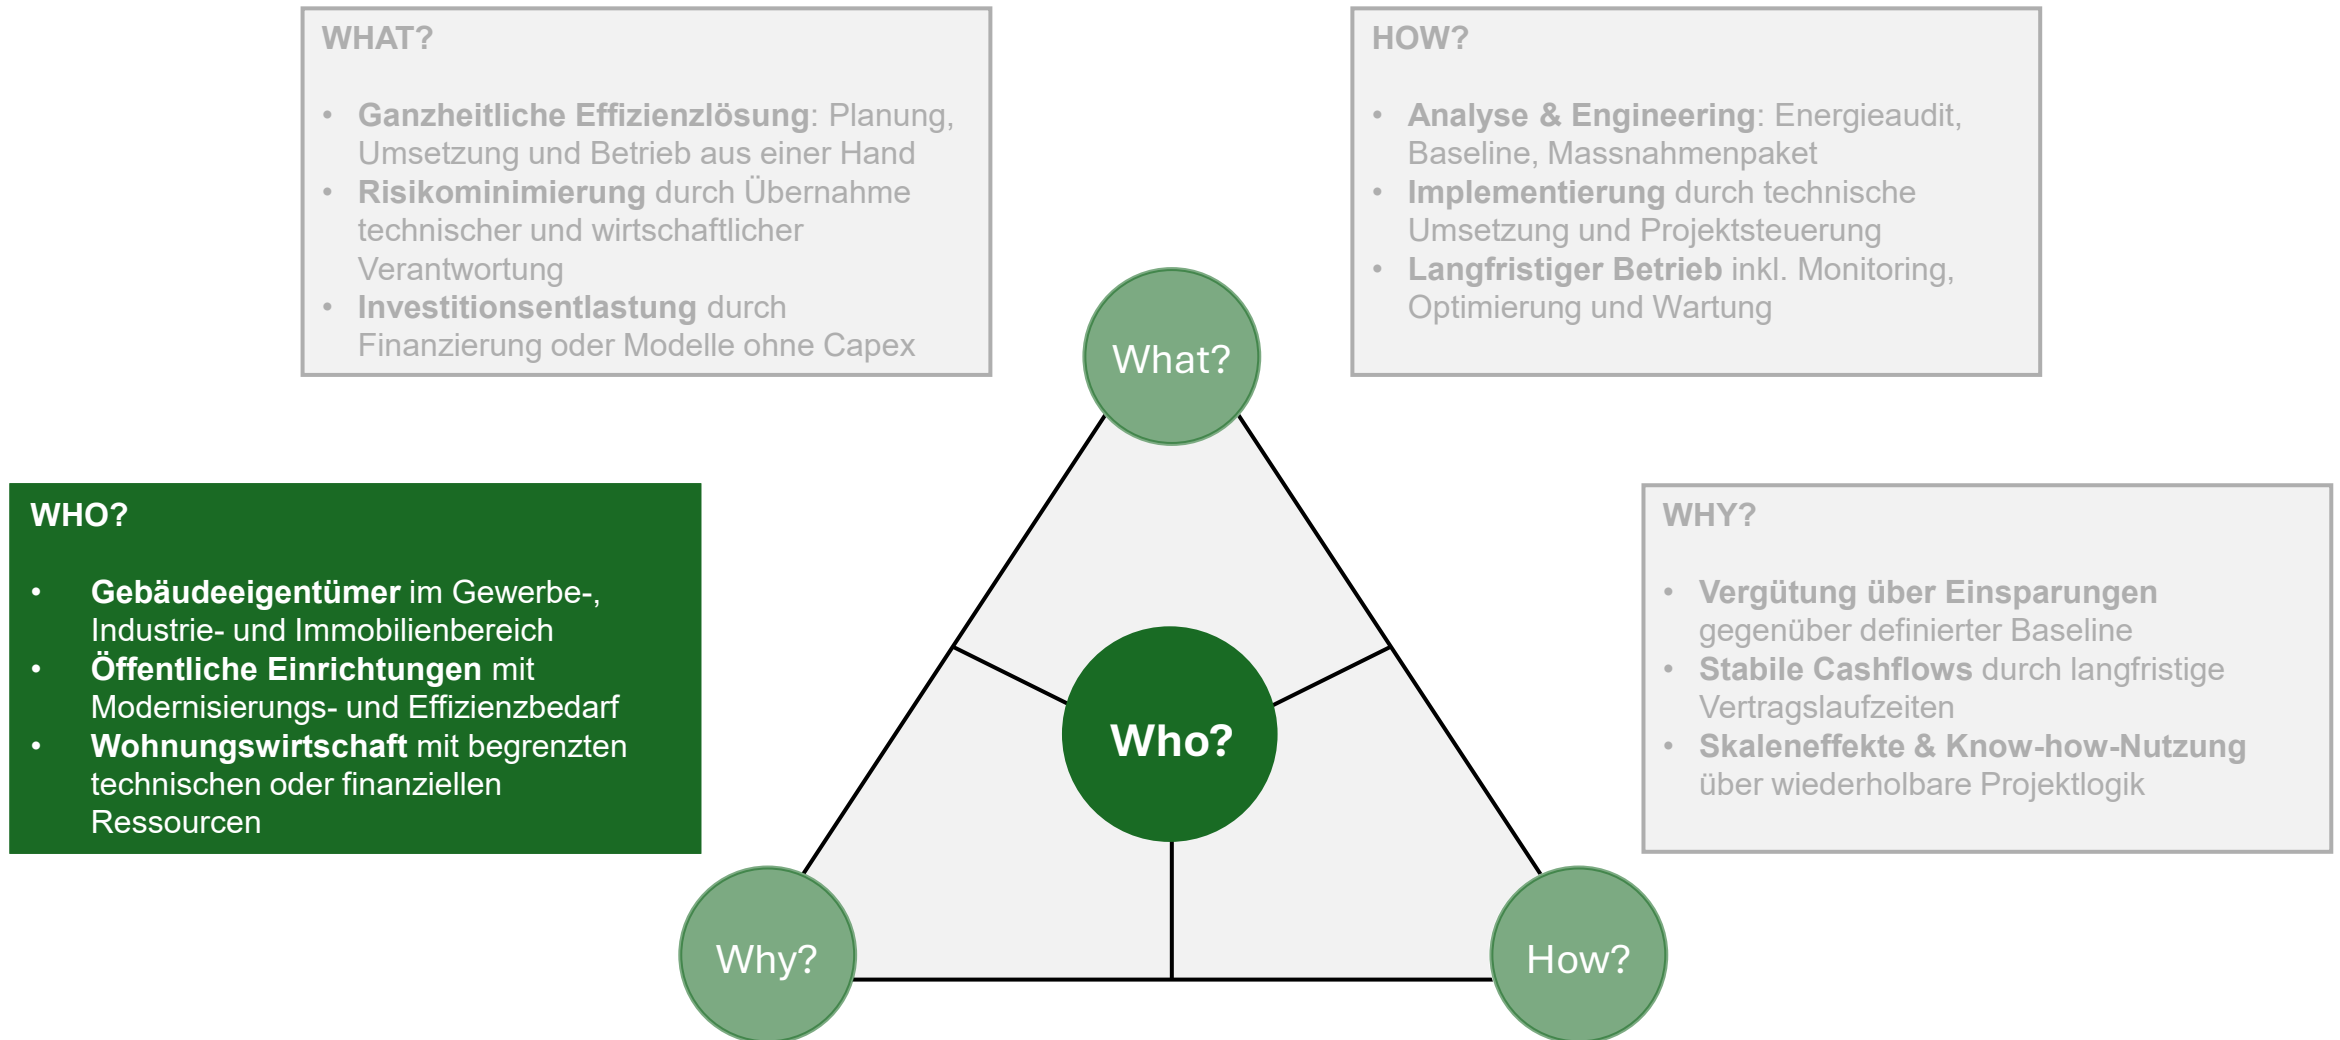 WHAT?
• Ganzheitliche Effizienzlösung: Planung,
Umsetzung und Betrieb aus einer Hand
• Risikominimierung durch Übernahme
technischer und wirtschaftlicher
Verantwortung
• Investitionsentlastung durch
Finanzierung oder Modelle ohne Capex
HOW?
• Analyse & Engineering: Energieaudit,
Baseline, Massnahmenpaket
• Implementierung durch technische
Umsetzung und Projektsteuerung
• Langfristiger Betrieb inkl. Monitoring,
Optimierung und Wartung
What?
WHO?
• Gebäudeeigentümer im Gewerbe-,
Industrie- und Immobilienbereich
• Öffentliche Einrichtungen mit
Modernisierungs- und Effizienzbedarf
• Wohnungswirtschaft mit begrenzten
technischen oder finanziellen
Ressourcen
Who?
WHY?
• Vergütung über Einsparungen
gegenüber definierter Baseline
• Stabile Cashflows durch langfristige
Vertragslaufzeiten
• Skaleneffekte & Know-how-Nutzung
über wiederholbare Projektlogik
Why?
How?